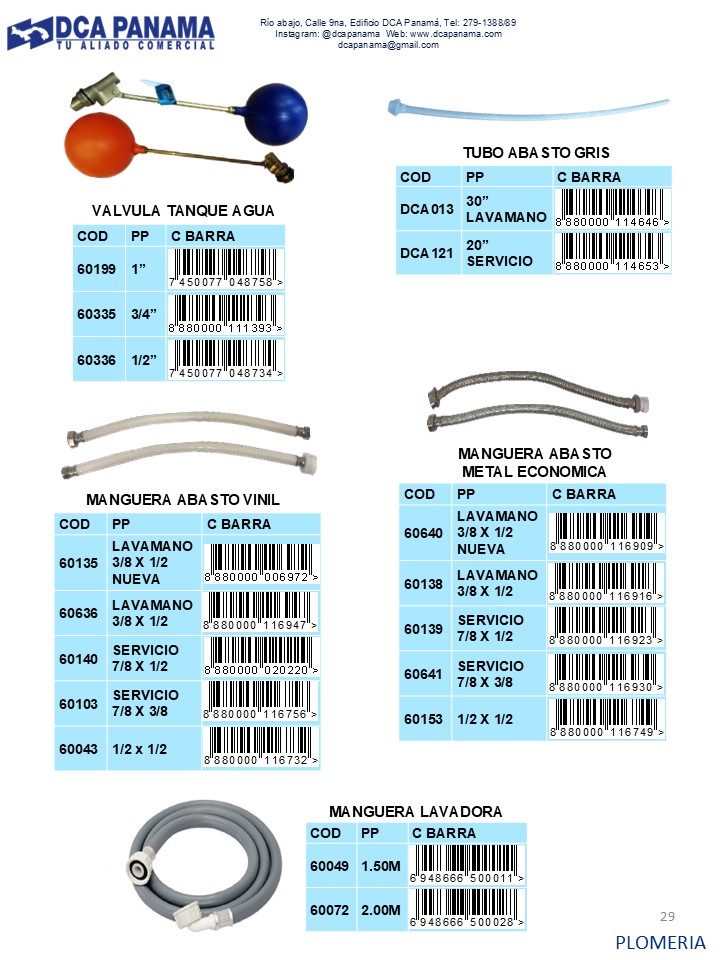 DCA PANAMA
TU ALIADO COMERCIAL
Río abajo, Calle 9na, Edificio DCA Panamá, Tel: 279-1388/89
Instagram: @dcapanama Web: www.dcapanama.com
dcapanama@gmail.com
VALVULA TANQUE AGUA
COD PP C BARRA
60199 1” 7 450077 048758 >
60335 3/4” 8 880000 111393 >
60336 1/2” 7 450077 048734 >
TUBO ABASTO GRIS
COD PP C BARRA
DCA013 30” LAVAMANO 8 880000 114646 >
DCA121 20” SERVICIO 8 880000 114653 >
MANGUERA ABASTO VINIL
COD PP C BARRA
60135 LAVAMANO 3/8 X 1/2 NUEVA 8 880000 006972 >
60636 LAVAMANO 3/8 X 1/2 8 880000 116947 >
60140 SERVICIO 7/8 X 1/2 8 880000 020220 >
60103 SERVICIO 7/8 X 3/8 8 880000 116756 >
60043 1/2 x 1/2 8 880000 116732 >
MANGUERA ABASTO
METAL ECONOMICA
COD PP C BARRA
60640 LAVAMANO 3/8 X 1/2 NUEVA 8 880000 116909 >
60138 LAVAMANO 3/8 X 1/2 8 880000 116916 >
60139 SERVICIO 7/8 X 1/2 8 880000 116923 >
60641 SERVICIO 7/8 X 3/8 8 880000 116930 >
60153 1/2 X 1/2 8 880000 116749 >
MANGUERA LAVADORA
COD PP C BARRA
60049 1.50M 6 948666 500011 >
60072 2.00M 6 948666 500028 >
29
PLOMERIA